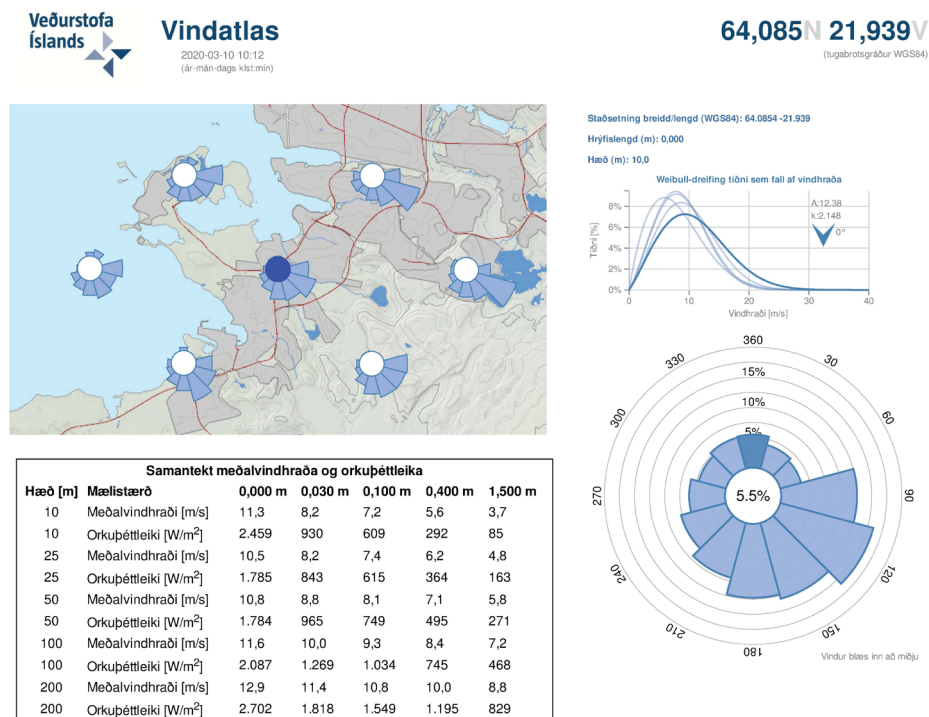 Veðurstofa
Íslands
Vindatlas
2020-03-10 10:12
(ár-mán-dags klst:mín)
64,085N 21,939V
(tugabrotsgráður WGS84)
Staðsetning breidd/lengd (WGS84): 64.0854 -21.939
Hrýfislengd (m): 0,000
Hæð (m): 10,0
Weibull-dreifing tíðni sem fall af vindhraða
A:12.38
k:2.148
0°
Tíðni [%]
8%
6%
4%
2%
0%
0 10 20 30 40
Vindhraði [m/s]
360
30
60
90
120
150
180
210
240
270
300
330
15%
10%
5%
5.5%
Vindur blæs inn að miðju
Samantekt meðalvindhraða og orkuþéttleika
Hæð [m] Mælistærð 0,000 m 0,030 m 0,100 m 0,400 m 1,500 m
10 Meðalvindhraði [m/s] 11,3 8,2 7,2 5,6 3,7
10 Orkuþéttleiki [W/m²] 2.459 930 609 292 85
25 Meðalvindhraði [m/s] 10,5 8,2 7,4 6,2 4,8
25 Orkuþéttleiki [W/m²] 1.785 843 615 364 163
50 Meðalvindhraði [m/s] 10,8 8,8 8,1 7,1 5,8
50 Orkuþéttleiki [W/m²] 1.784 965 749 495 271
100 Meðalvindhraði [m/s] 11,6 10,0 9,3 8,4 7,2
100 Orkuþéttleiki [W/m²] 2.087 1.269 1.034 745 468
200 Meðalvindhraði [m/s] 12,9 11,4 10,8 10,0 8,8
200 Orkuþéttleiki [W/m²] 2.702 1.818 1.549 1.195 829